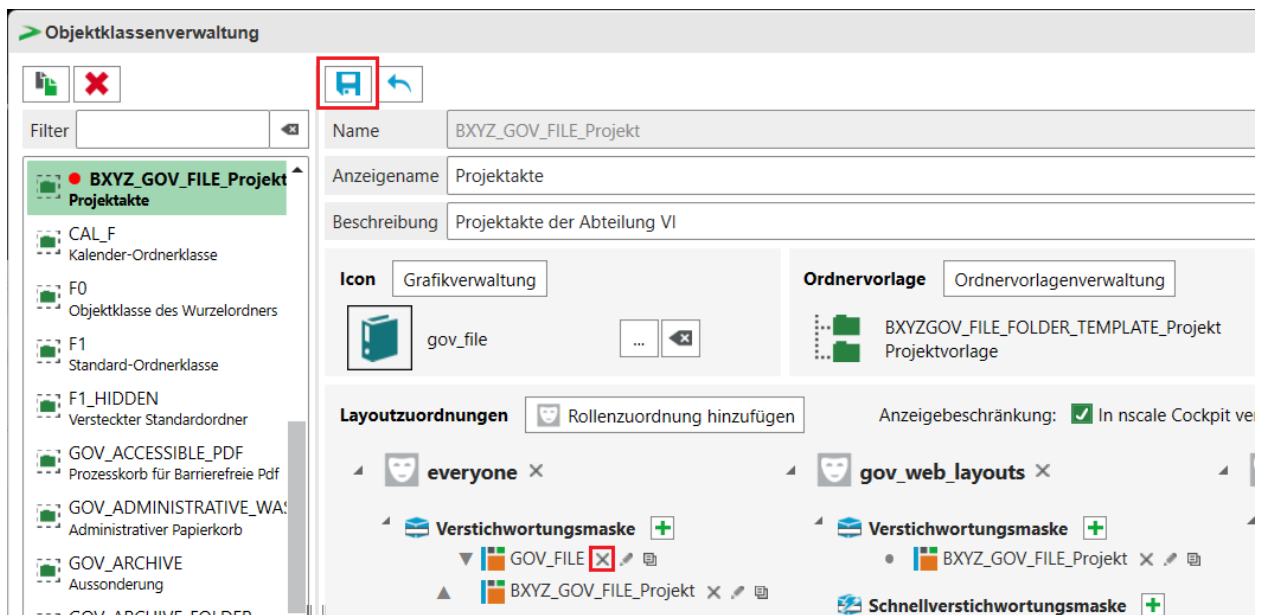 Objektklassenverwaltung
Filter
BXYZ_GOV_FILE_Projekt
Projektakte
CAL_F
Kalender-Ordnerklasse
F0
Objektklasse des Wurzelordners
F1
Standard-Ordnerklasse
F1_HIDDEN
Versteckter Standardordner
GOV_ACCESSIBLE_PDF
Prozesskorb für Barrierefreie Pdf
GOV_ADMINISTRATIVE_WAS
Administrativer Papierkorb
GOV_ARCHIVE
Aussonderung
GOV_ARCHIVE_FOLDER
Name BXYZ_GOV_FILE_Projekt
Anzeigename Projektakte
Beschreibung Projektakte der Abteilung VI
Icon Grafikverwaltung
gov_file ...
Ordnervorlage Ordnervorlagenverwaltung
BXYZGOV_FILE_FOLDER_TEMPLATE_Projekt
Projektvorlage
Layoutzuordnungen Rollenzuordnung hinzufügen Anzeigebeschränkung: In nscale Cockpit ver
everyone
Verstichwortungsmaske
GOV_FILE
BXYZ_GOV_FILE_Projekt
gov_web_layouts
Verstichwortungsmaske
BXYZ_GOV_FILE_Projekt
Schnellverstichwortungsmaske